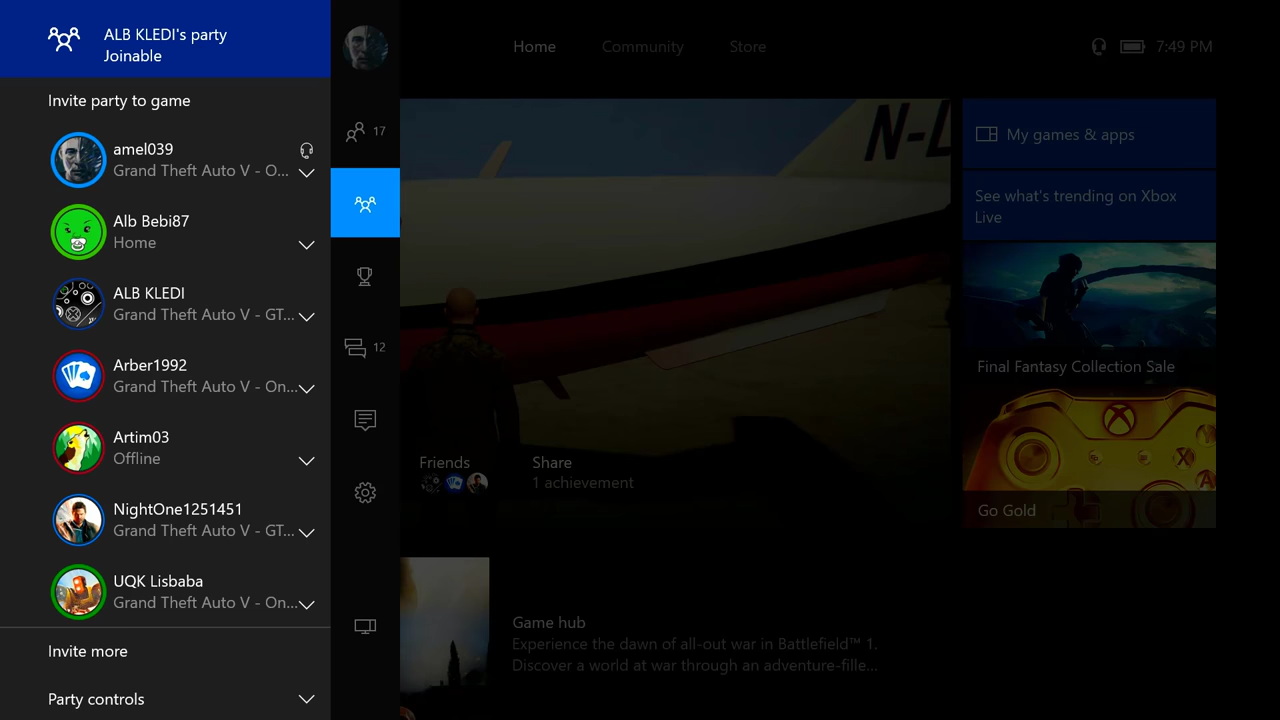 ALB KLEDI's party
Joinable
Invite party to game
amel039
Grand Theft Auto V - O...
Alb Bebi87
Home
ALB KLEDI
Grand Theft Auto V - GT...
Arber1992
Grand Theft Auto V - On...
Artim03
Offline
NightOne1251451
Grand Theft Auto V - GT...
UQK Lisbaba
Grand Theft Auto V - On...
Invite more
Party controls
17
12
Home
Community
Store
7:49 PM
N-L
Friends
Share
1 achievement
My games & apps
See what's trending on Xbox
Live
Final Fantasy Collection Sale
X
A
Go Gold
Game hub
Experience the dawn of all-out war in Battlefield™ 1.
Discover a world at war through an adventure-fille...